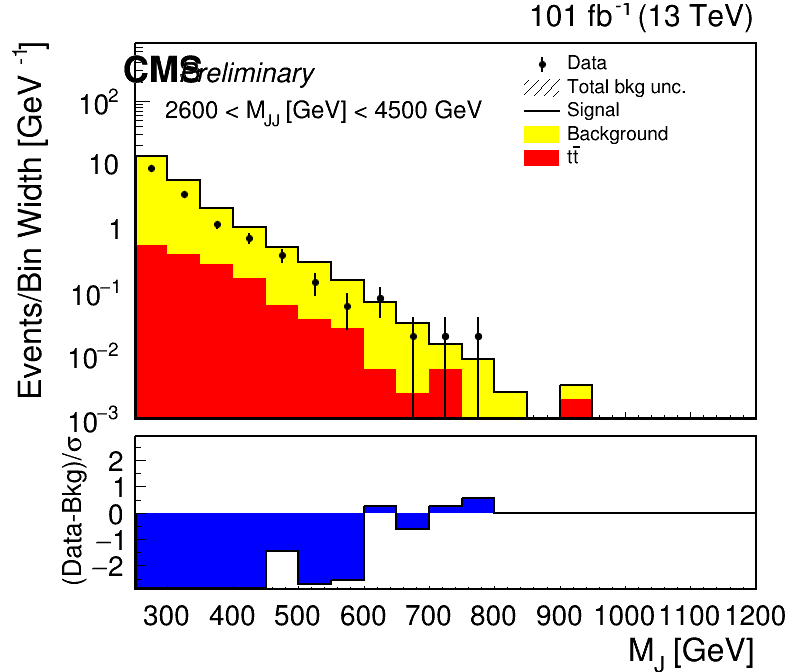 101 fb⁻¹ (13 TeV)
CMS Preliminary
2600 < M_JJ [GeV] < 4500 GeV
Data
Total bkg unc.
Signal
Background
tt̄
Events/Bin Width [GeV⁻¹]
10²
10
1
10⁻¹
10⁻²
10⁻³
(Data-Bkg)/σ
2
1
0
−1
−2
300 400 500 600 700 800 900 1000 1100 1200
M_J [GeV]